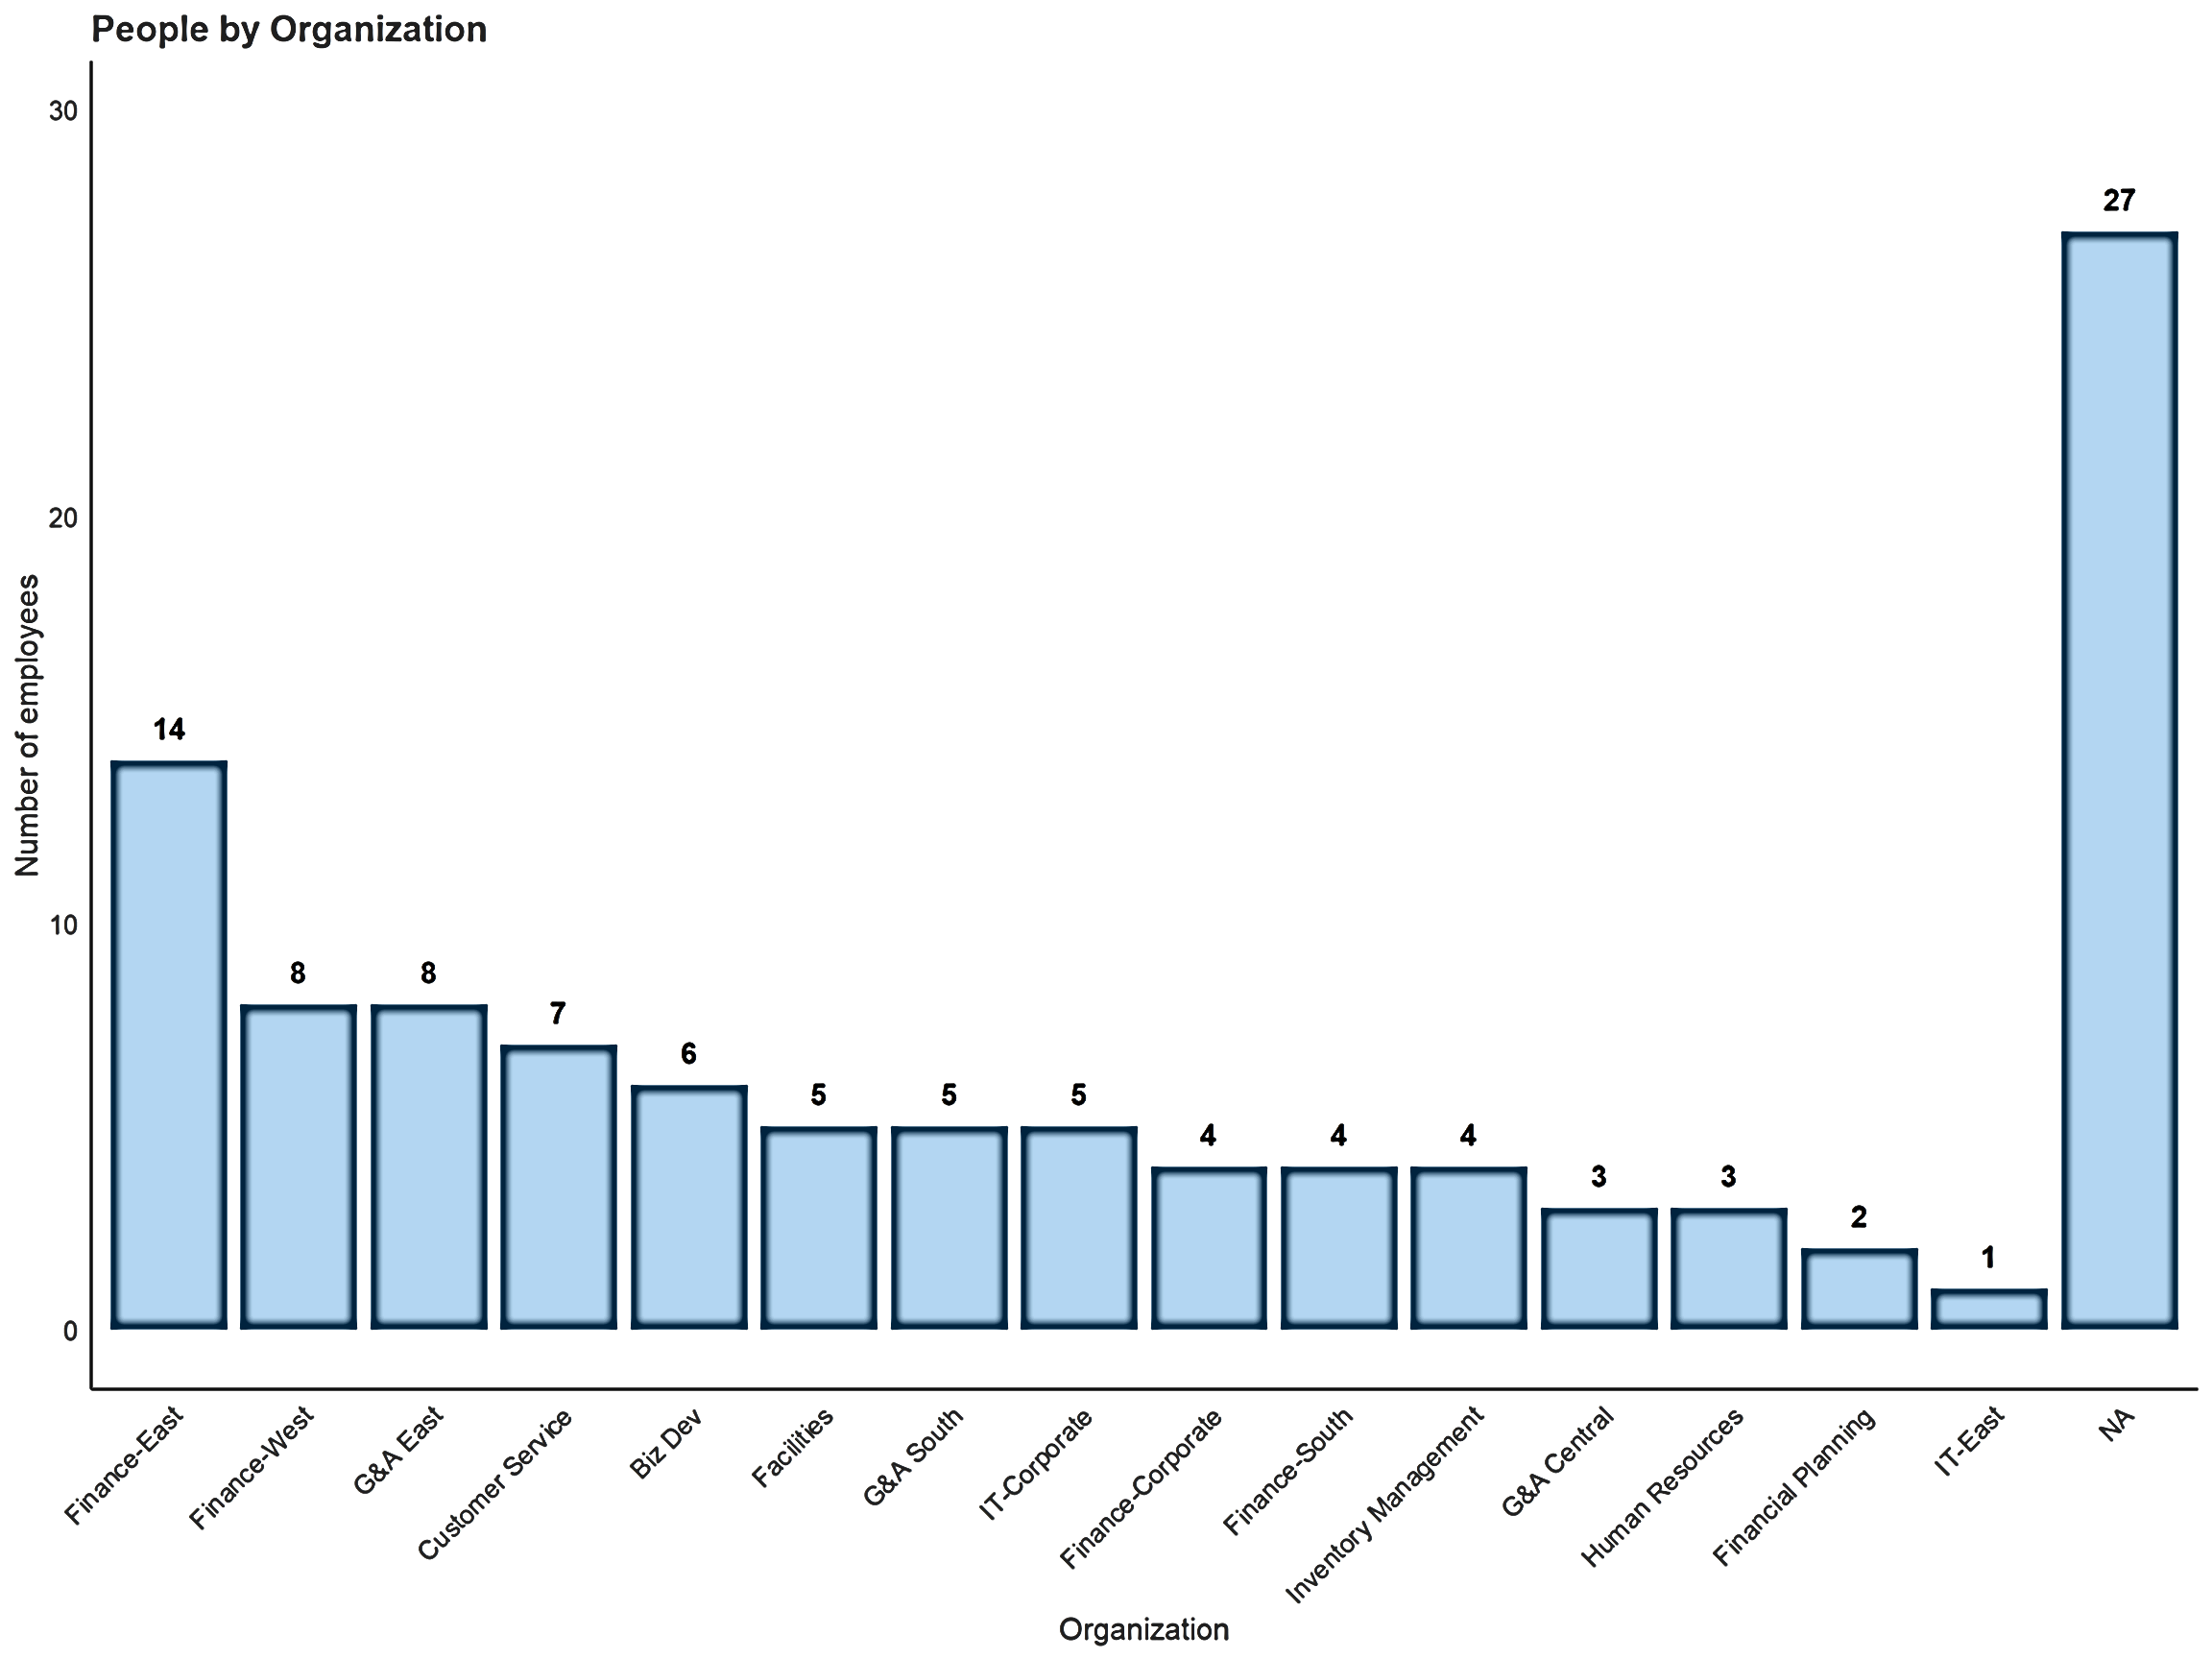 People by Organization
30
20
10
0
Number of employees
14
8
8
7
6
5
5
5
4
4
4
3
3
2
1
27
Finance-East
Finance-West
G&A East
Customer Service
Biz Dev
Facilities
G&A South
IT-Corporate
Finance-Corporate
Finance-South
Inventory Management
G&A Central
Human Resources
Financial Planning
IT-East
NA
Organization